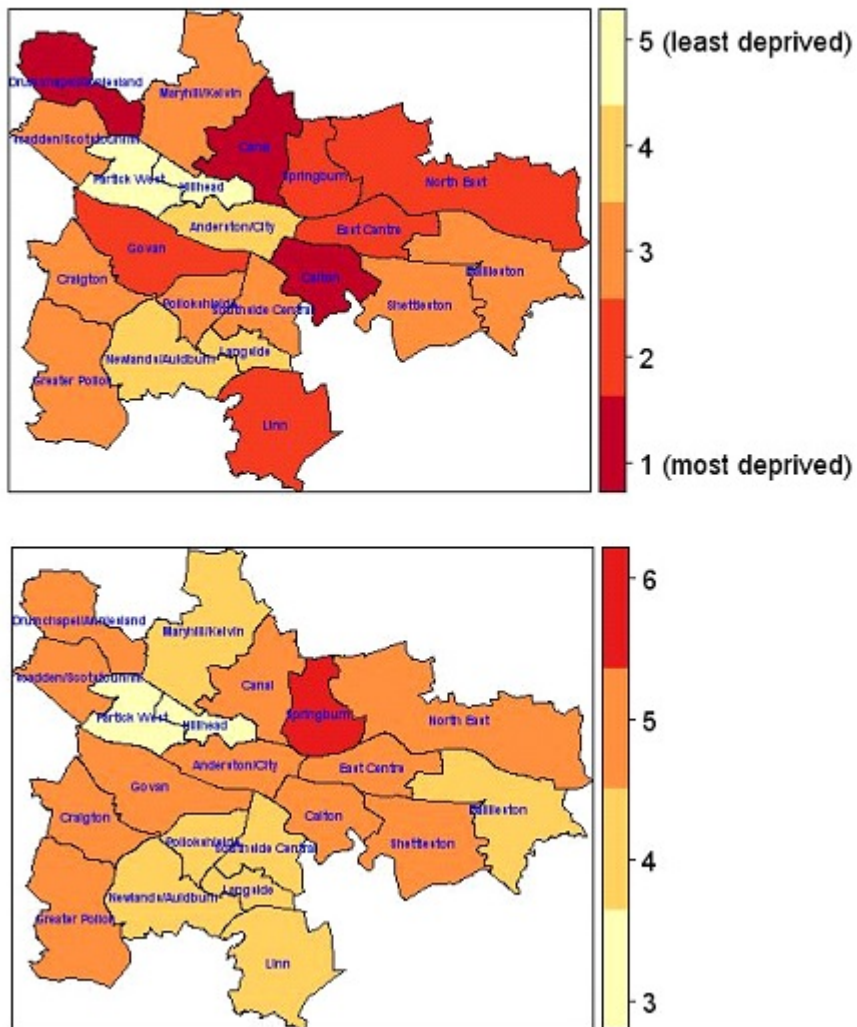 5 (least deprived)
4
3
2
1 (most deprived)
Maryhill/Kelvin
Canal
Springburn
North East
Partick West
Hillhead
Anderston/City
East Centre
Govan
Calton
Baillieston
Craigton
Pollokshields
Southside Central
Shettleston
Newlands/Auldburn
Langside
Greater Pollok
Linn
6
5
4
3
Maryhill/Kelvin
Canal
Springburn
North East
Partick West
Hillhead
Anderston/City
East Centre
Govan
Calton
Baillieston
Craigton
Pollokshields
Southside Central
Shettleston
Newlands/Auldburn
Langside
Greater Pollok
Linn